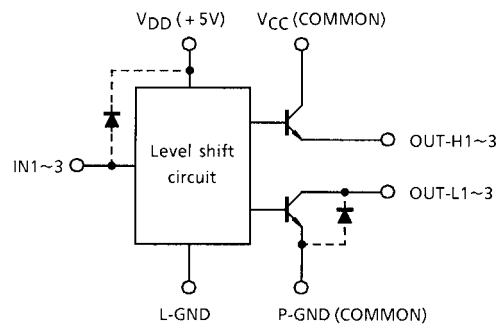 VDD (+5V)
VCC (COMMON)
Level shift
circuit
IN1~3
OUT-H1~3
OUT-L1~3
L-GND
P-GND (COMMON)